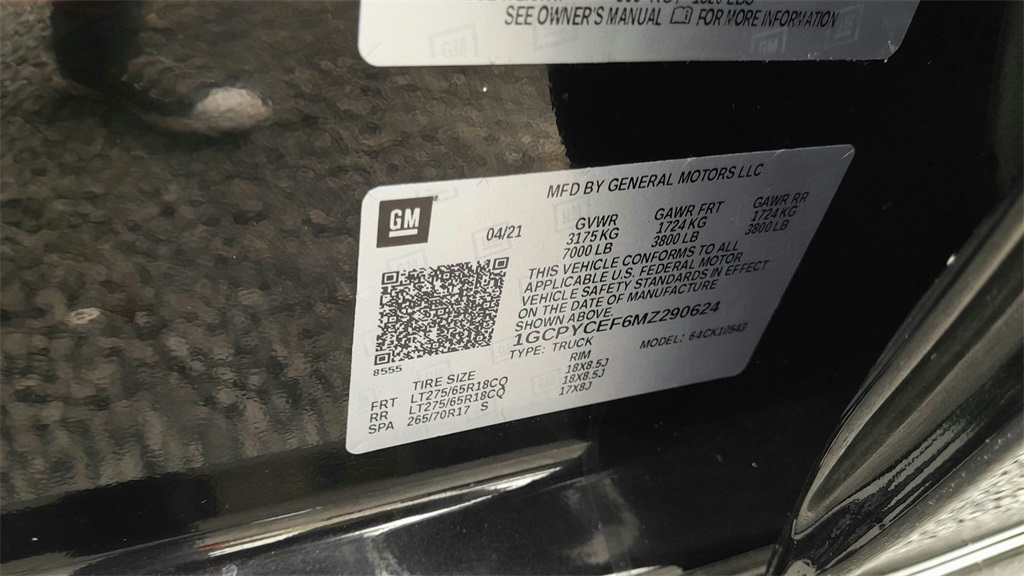 SEE OWNER'S MANUAL FOR MORE INFORMATION
MFD BY GENERAL MOTORS LLC
GM
04/21
GVWR GAWR FRT GAWR RR
3175 KG 1724 KG 1724 KG
7000 LB 3800 LB 3800 LB
THIS VEHICLE CONFORMS TO ALL
APPLICABLE U.S. FEDERAL MOTOR
VEHICLE SAFETY STANDARDS IN EFFECT
ON THE DATE OF MANUFACTURE
SHOWN ABOVE.
1GCPYCEF6MZ290624
TYPE: TRUCK MODEL: 64CK10543
8555
TIRE SIZE RIM
FRT LT275/65R18CQ 18X8.5J
RR LT275/65R18CQ 18X8.5J
SPA 265/70R17 S 17X8J